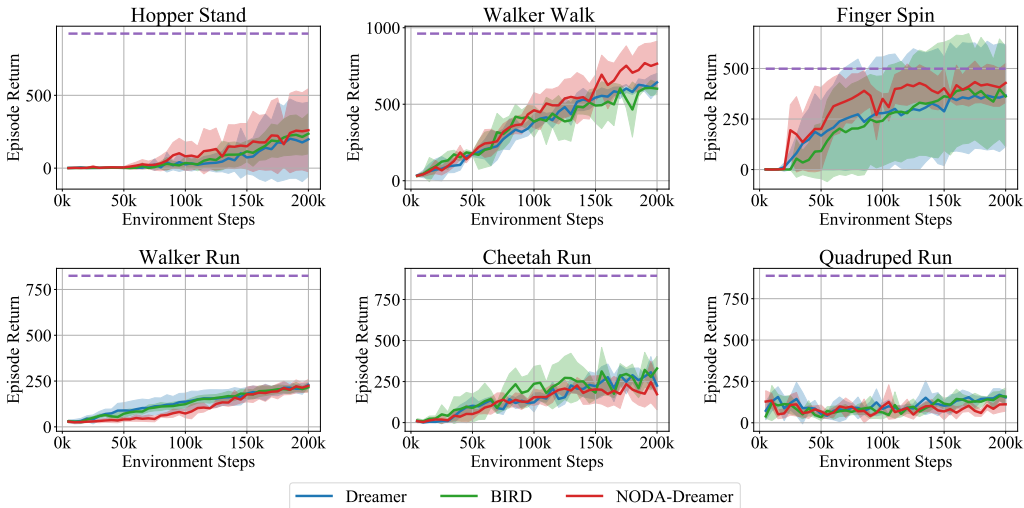 Hopper Stand
Walker Walk
Finger Spin
Episode Return
500
0
0k 50k 100k 150k 200k
Environment Steps
Episode Return
1000
500
0
0k 50k 100k 150k 200k
Environment Steps
Episode Return
500
250
0
0k 50k 100k 150k 200k
Environment Steps
Walker Run
Cheetah Run
Quadruped Run
Episode Return
750
500
250
0
0k 50k 100k 150k 200k
Environment Steps
Episode Return
750
500
250
0
0k 50k 100k 150k 200k
Environment Steps
Episode Return
750
500
250
0
0k 50k 100k 150k 200k
Environment Steps
Dreamer BIRD NODA-Dreamer